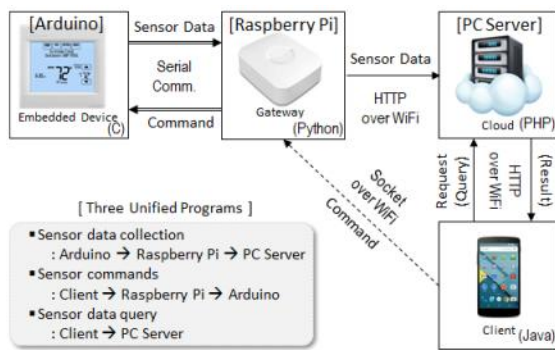 [Arduino]
Embedded Device
(C)
72
Sensor Data
Serial
Comm.
Command
[Raspberry Pi]
Gateway
(Python)
Sensor Data
HTTP
over WiFi
[PC Server]
Cloud (PHP)
Request
(Query)
HTTP
over WiFi
(Result)
Socket
over WiFi
Command
Client (Java)
[ Three Unified Programs ]
▪Sensor data collection
: Arduino → Raspberry Pi → PC Server
▪Sensor commands
: Client → Raspberry Pi → Arduino
▪Sensor data query
: Client → PC Server